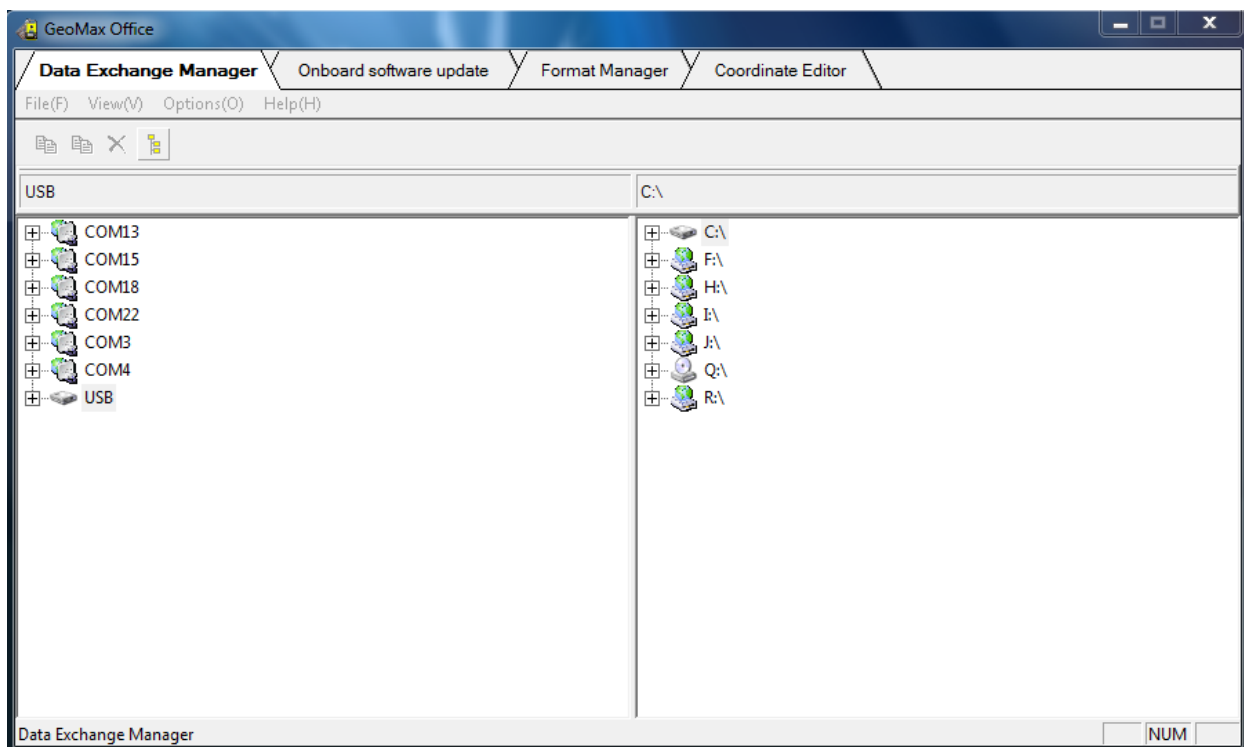 GeoMax Office
Data Exchange Manager Onboard software update Format Manager Coordinate Editor
File(F) View(V) Options(O) Help(H)
USB C:\
COM13 C:\
COM15 F:\
COM18 H:\
COM22 I:\
COM3 J:\
COM4 Q:\
USB R:\
Data Exchange Manager NUM